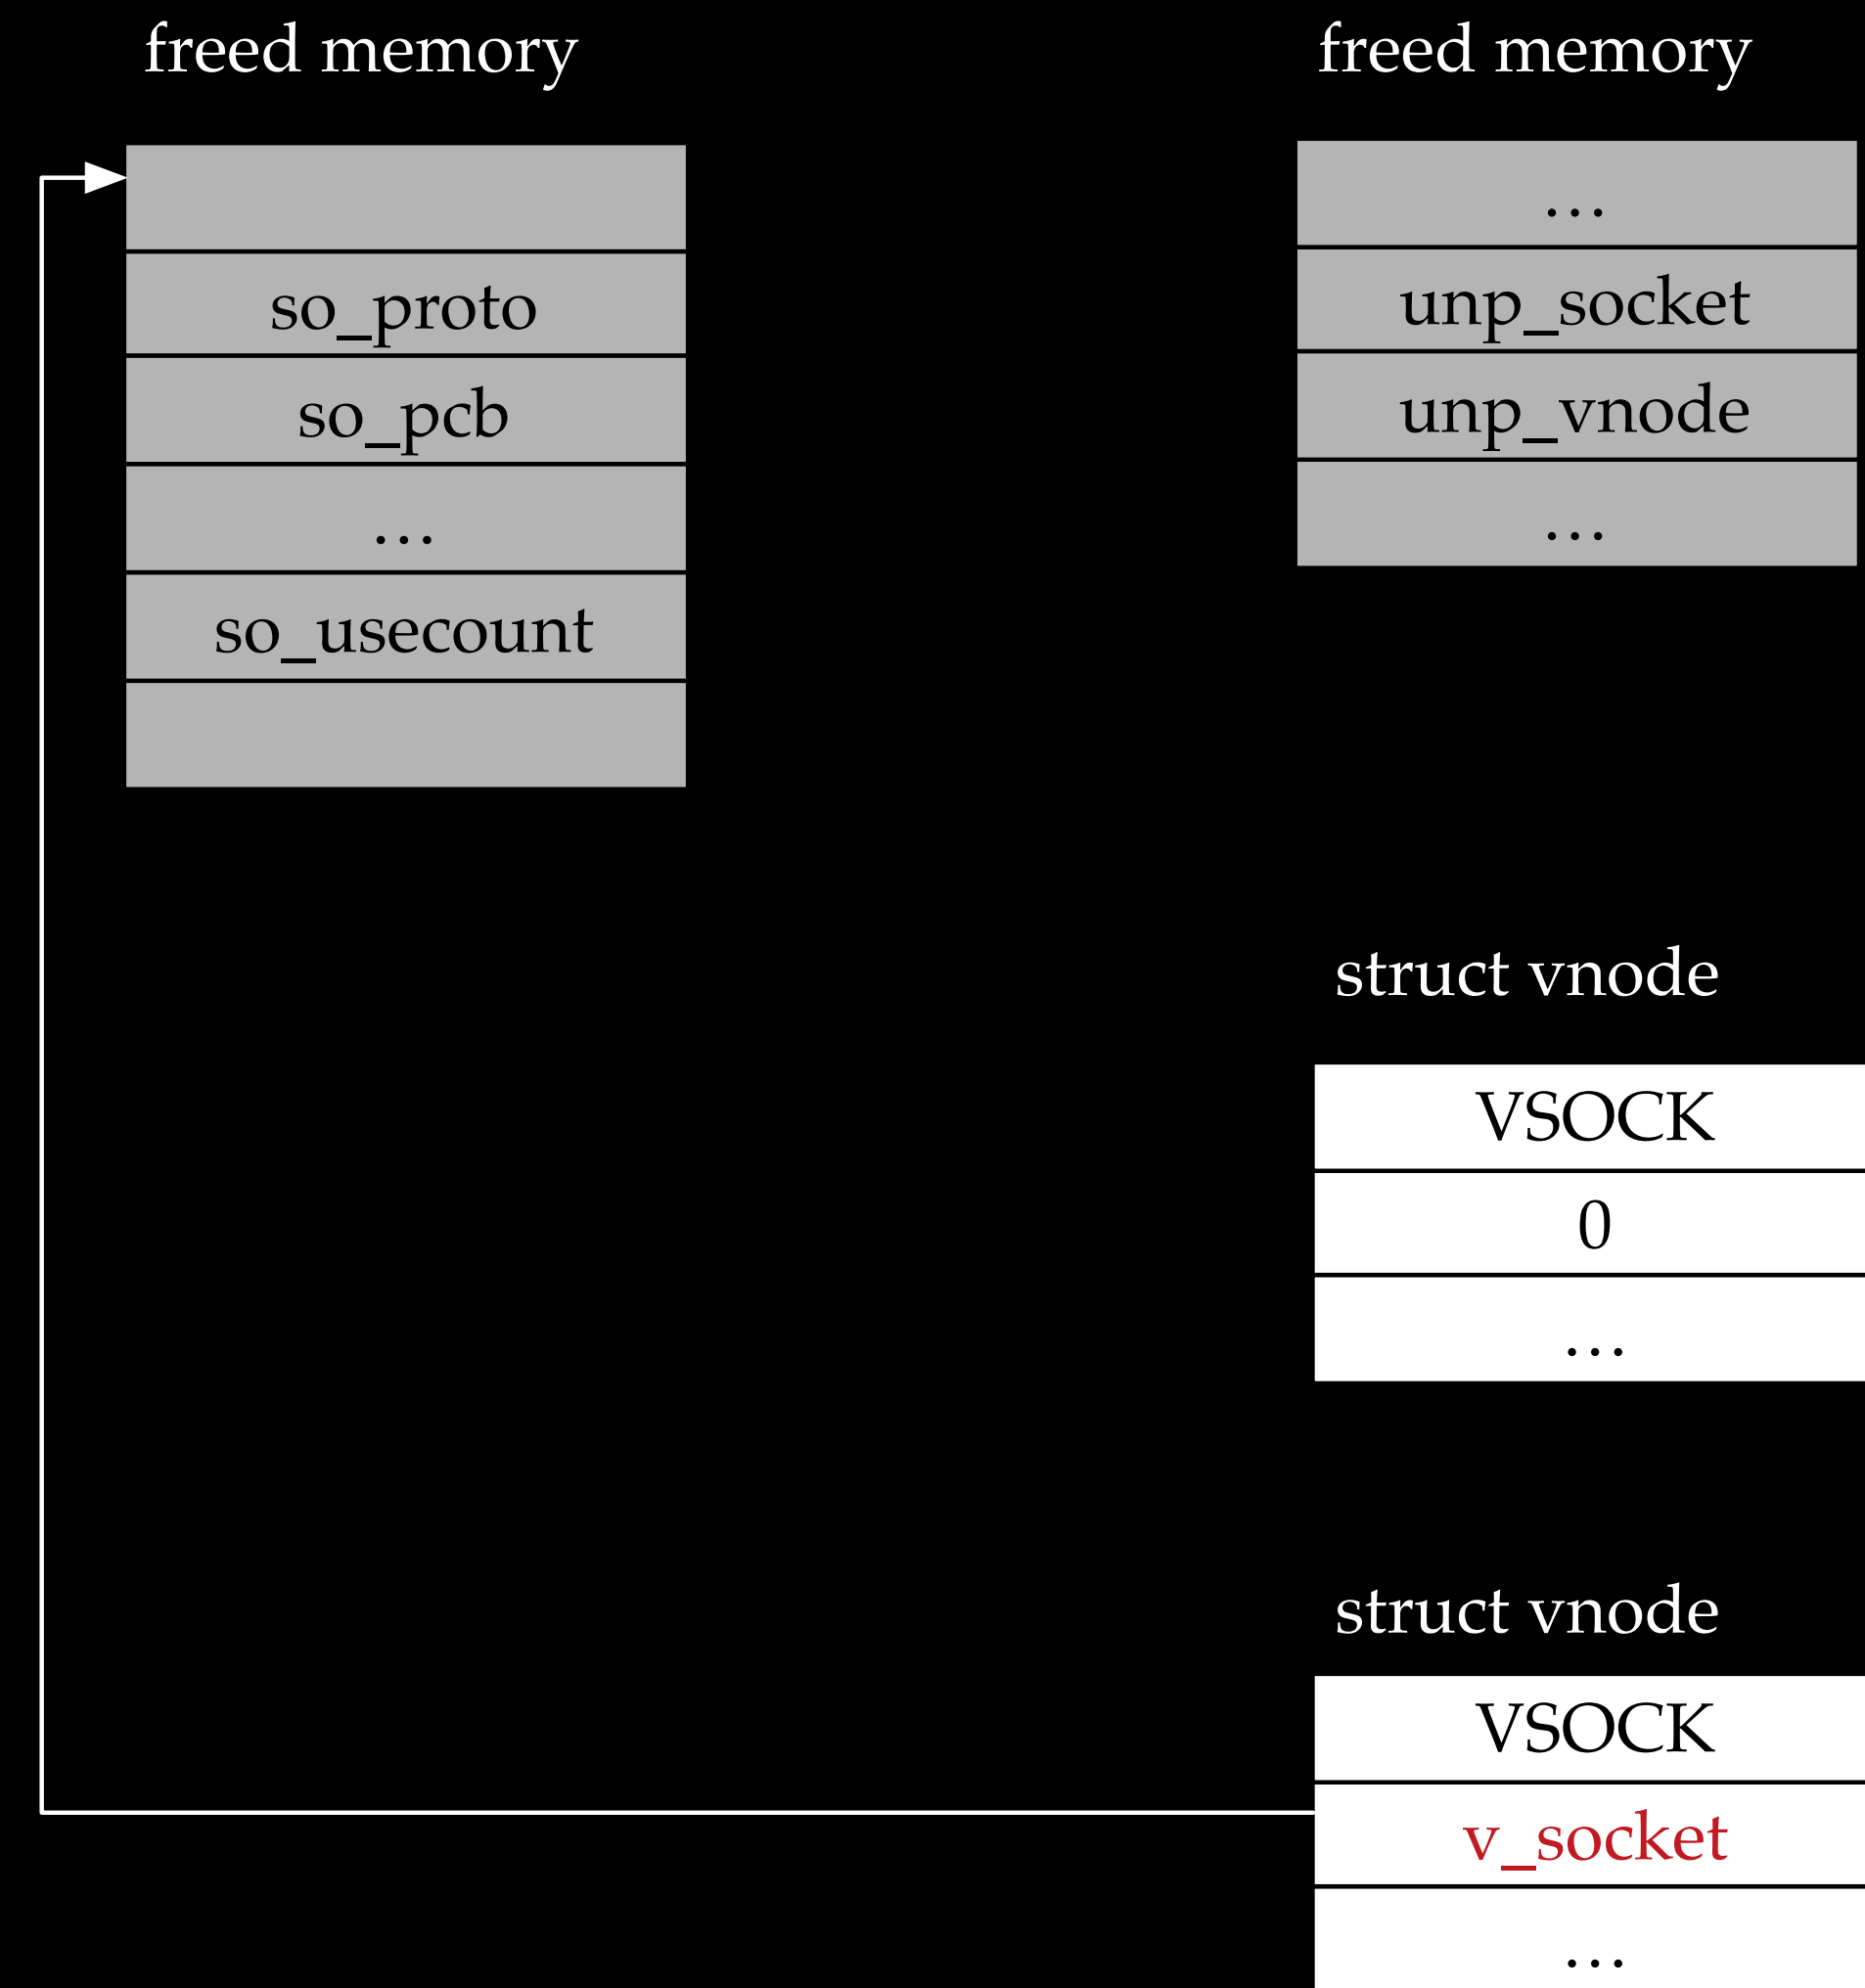 freed memory
so_proto
so_pcb
...
so_usecount
freed memory
...
unp_socket
unp_vnode
...
struct vnode
VSOCK
0
...
struct vnode
VSOCK
v_socket
...